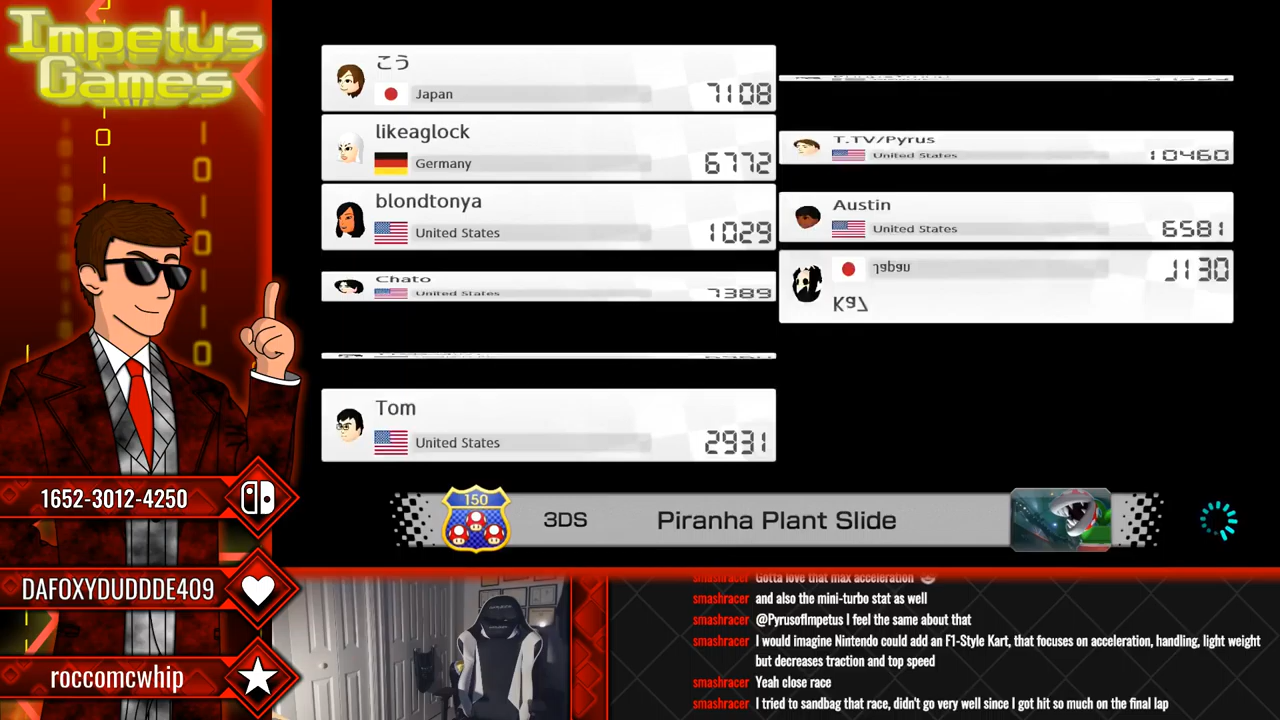 Impetus
Games
こう
Japan
7108
likeaglock
Germany
6772
blondtonya
United States
1029
Chato
United States
7389
Tom
United States
2931
T.TV/Pyrus
United States
10460
Austin
United States
6581
Japan
Ka7
150
3DS
Piranha Plant Slide
1652-3012-4250
DAFOXYDUDDDE409
roccomcwhip
smashracer Gotta love that max acceleration
smashracer and also the mini-turbo stat as well
smashracer @PyrusofImpetus I feel the same about that
smashracer I would imagine Nintendo could add an F1-Style Kart, that focuses on acceleration, handling, light weight
but decreases traction and top speed
smashracer Yeah close race
smashracer I tried to sandbag that race, didn't go very well since I got hit so much on the final lap